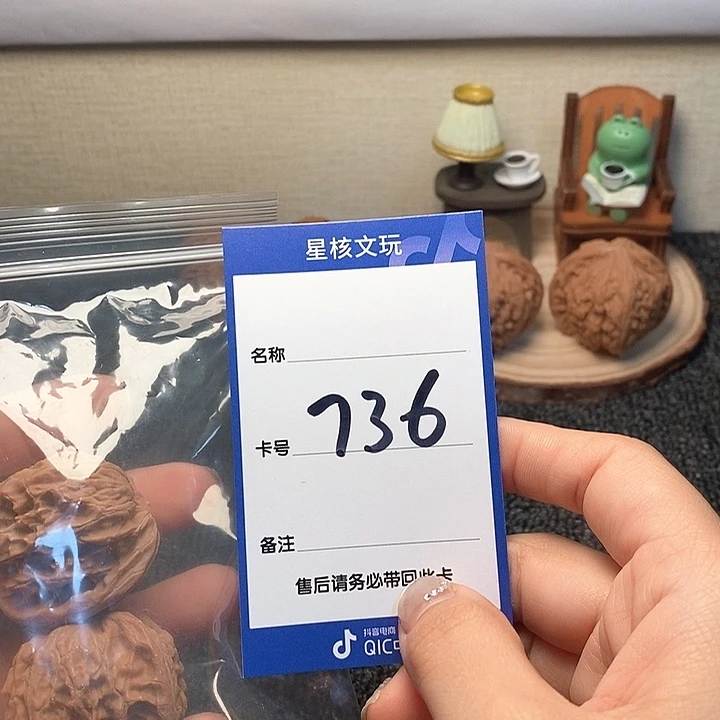 星核文玩
名称
卡号 736
备注
售后请务必带回此卡
抖音电商
QIC